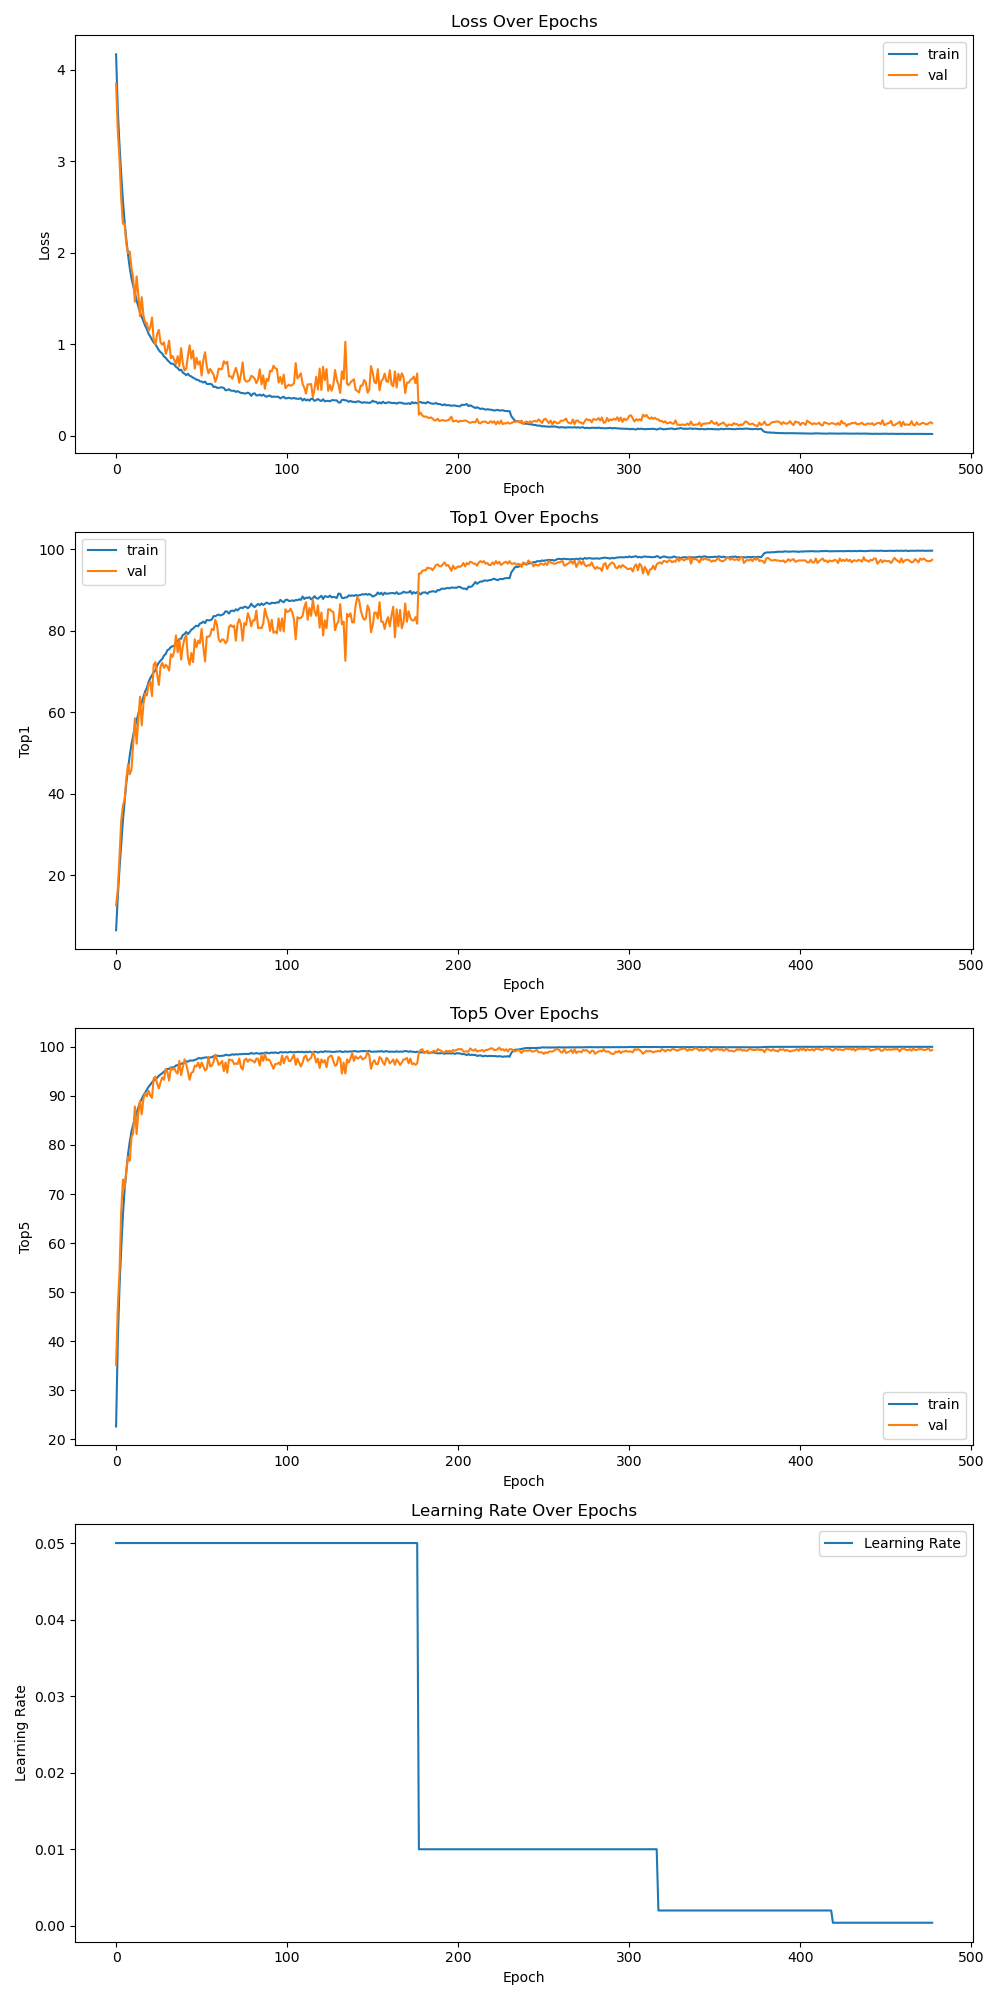 Loss Over Epochs
train
val
4
3
2
1
0
Loss
0 100 200 300 400 500
Epoch
Top1 Over Epochs
train
val
100
80
60
40
20
Top1
0 100 200 300 400 500
Epoch
Top5 Over Epochs
100
90
80
70
60
50
40
30
20
Top5
train
val
0 100 200 300 400 500
Epoch
Learning Rate Over Epochs
Learning Rate
0.05
0.04
0.03
0.02
0.01
0.00
Learning Rate
0 100 200 300 400 500
Epoch